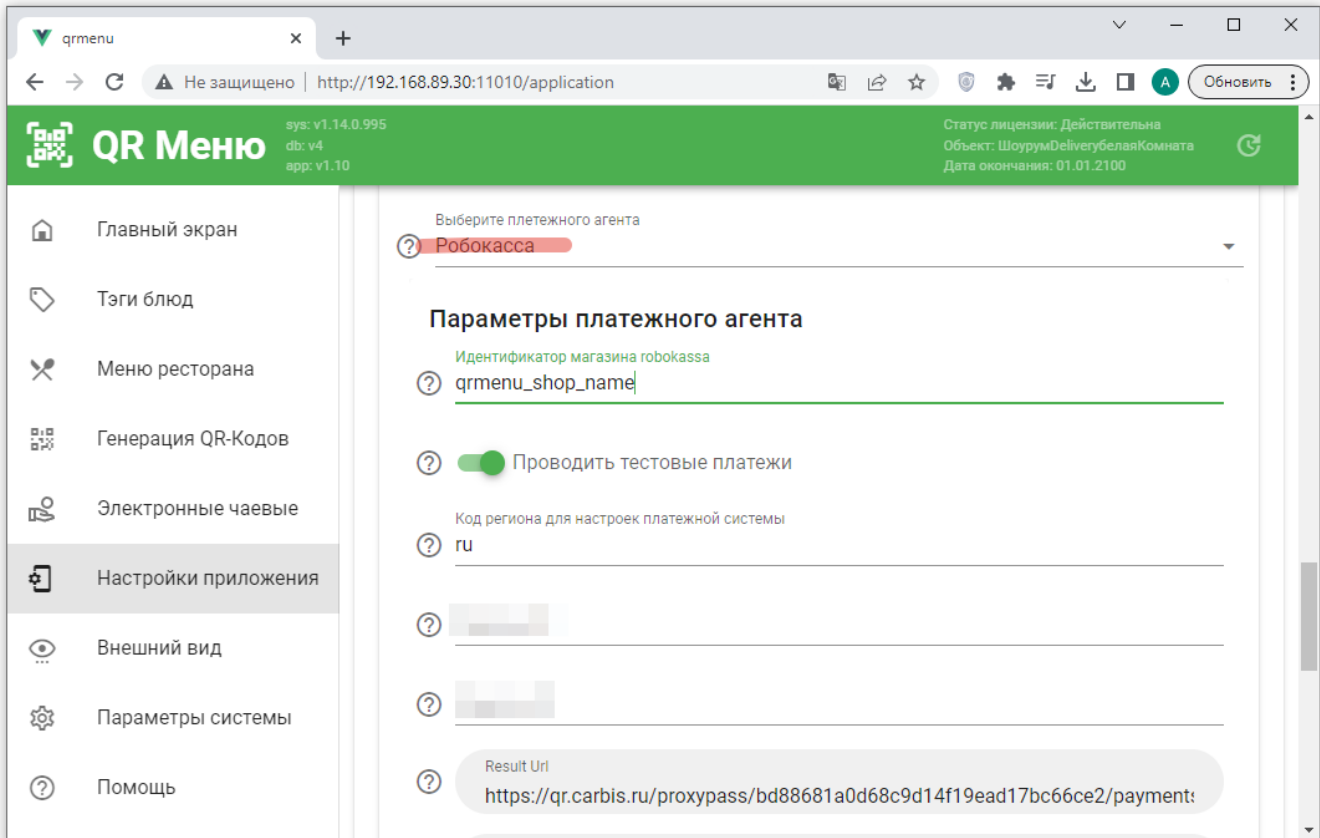 qrmenu
Не защищено
http://192.168.89.30:11010/application
A
Обновить
QR Меню
sys: v1.14.0.995
db: v4
app: v1.10
Статус лицензии: Действительна
Объект: ШоурумDeliveryбелаяКомната
Дата окончания: 01.01.2100
Главный экран
Тэги блюд
Меню ресторана
Генерация QR-Кодов
Электронные чаевые
Настройки приложения
Внешний вид
Параметры системы
Помощь
Выберите плетежного агента
Робокасса
Параметры платежного агента
Идентификатор магазина robokassa
qrmenu_shop_name
Проводить тестовые платежи
Код региона для настроек платежной системы
ru
Result Url
https://qr.carbis.ru/proxypass/bd88681a0d68c9d14f19ead17bc66ce2/payments